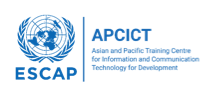 ESCAP
APCICT
Asian and Pacific Training Centre
for Information and Communication
Technology for Development